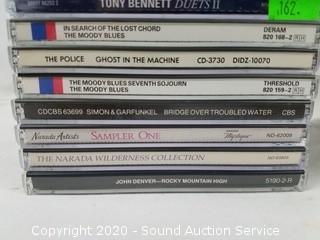 TONY BENNETT DUETS II
162.
IN SEARCH OF THE LOST CHORD DERAM
THE MOODY BLUES 820 168-2
THE POLICE GHOST IN THE MACHINE CD-3730 DIDZ-10070
THE MOODY BLUES SEVENTH SOJOURN THRESHOLD
THE MOODY BLUES 820 159-2
CDCBS 63699 SIMON & GARFUNKEL BRIDGE OVER TROUBLED WATER CBS
Narada Artists SAMPLER ONE Mystique ND-62009
THE NARADA WILDERNESS COLLECTION
JOHN DENVER—ROCKY MOUNTAIN HIGH 5190-2-R
Copyright 2020 - Sound Auction Service